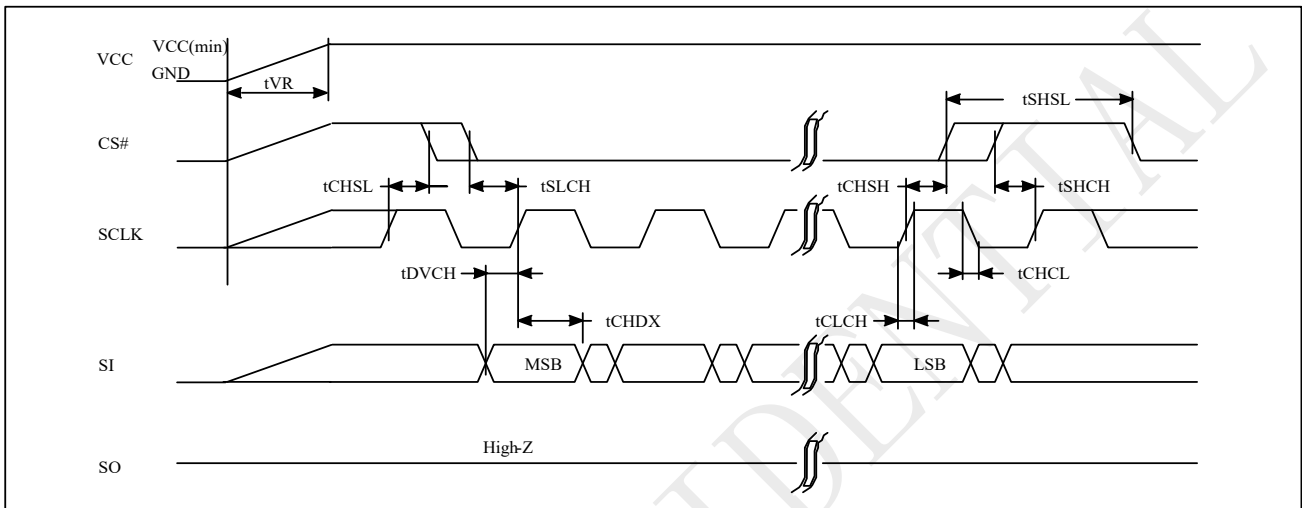 VCC(min)
VCC
GND
tVR
tSHSL
CS#
tCHSL
tSLCH
tCHSH
tSHCH
SCLK
tDVCH
tCHCL
tCHDX
tCLCH
SI
MSB
LSB
High-Z
SO
IDENTIAL